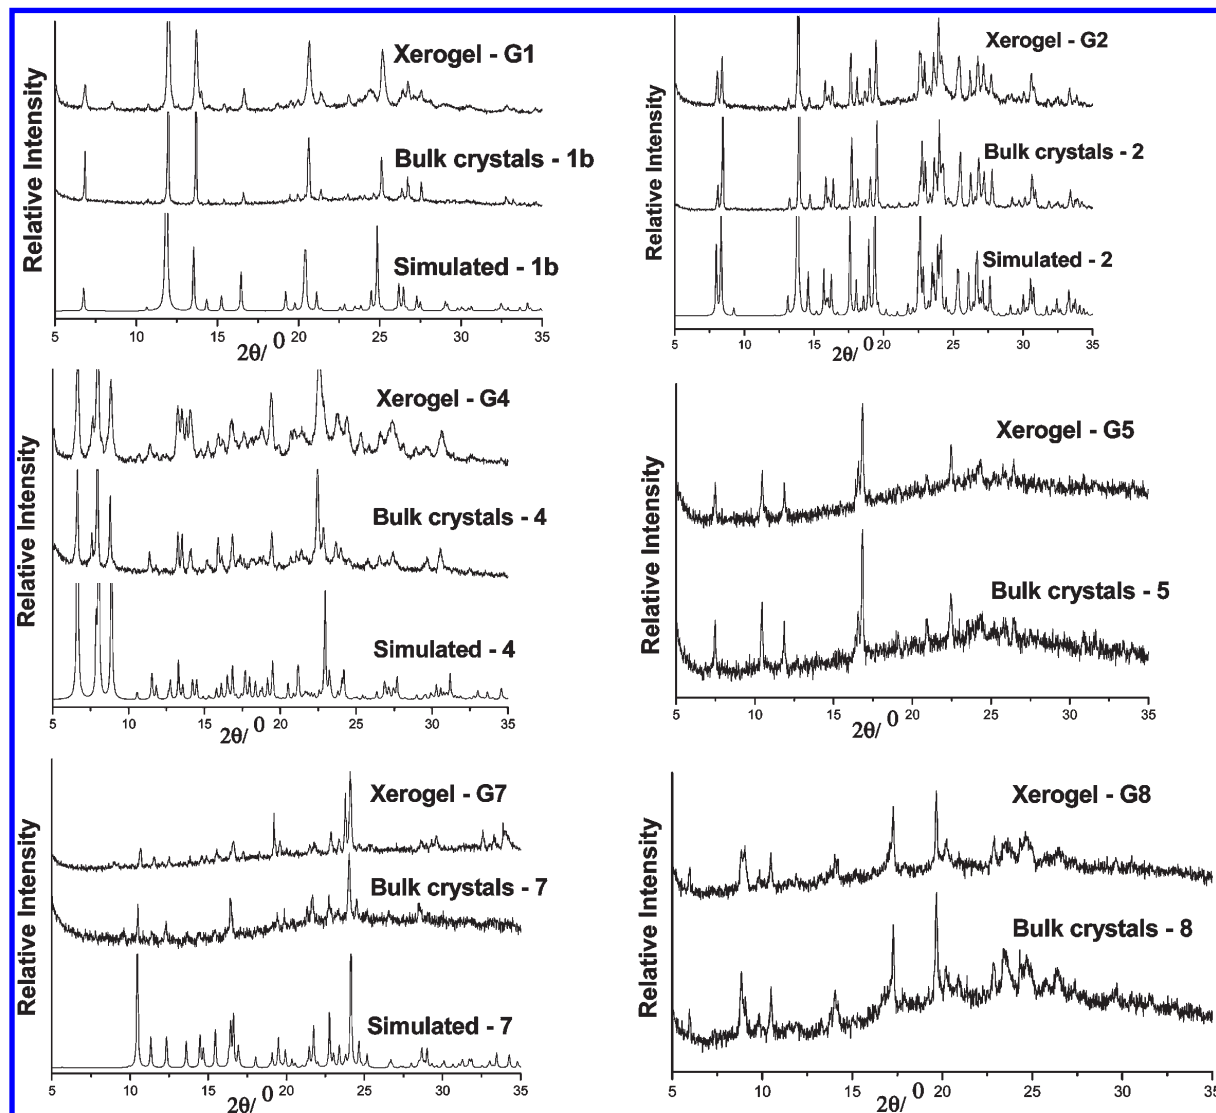 Relative Intensity
Xerogel - G1
Bulk crystals - 1b
Simulated - 1b
5 10 15 20 25 30 35
2θ/ 0
Relative Intensity
Xerogel - G2
Bulk crystals - 2
Simulated - 2
5 10 15 20 25 30 35
2θ/ 0
Relative Intensity
Xerogel - G4
Bulk crystals - 4
Simulated - 4
5 10 15 20 25 30 35
2θ/ 0
Relative Intensity
Xerogel - G5
Bulk crystals - 5
5 10 15 20 25 30 35
2θ/ 0
Relative Intensity
Xerogel - G7
Bulk crystals - 7
Simulated - 7
5 10 15 20 25 30 35
2θ/ 0
Relative Intensity
Xerogel - G8
Bulk crystals - 8
5 10 15 20 25 30 35
2θ/ 0